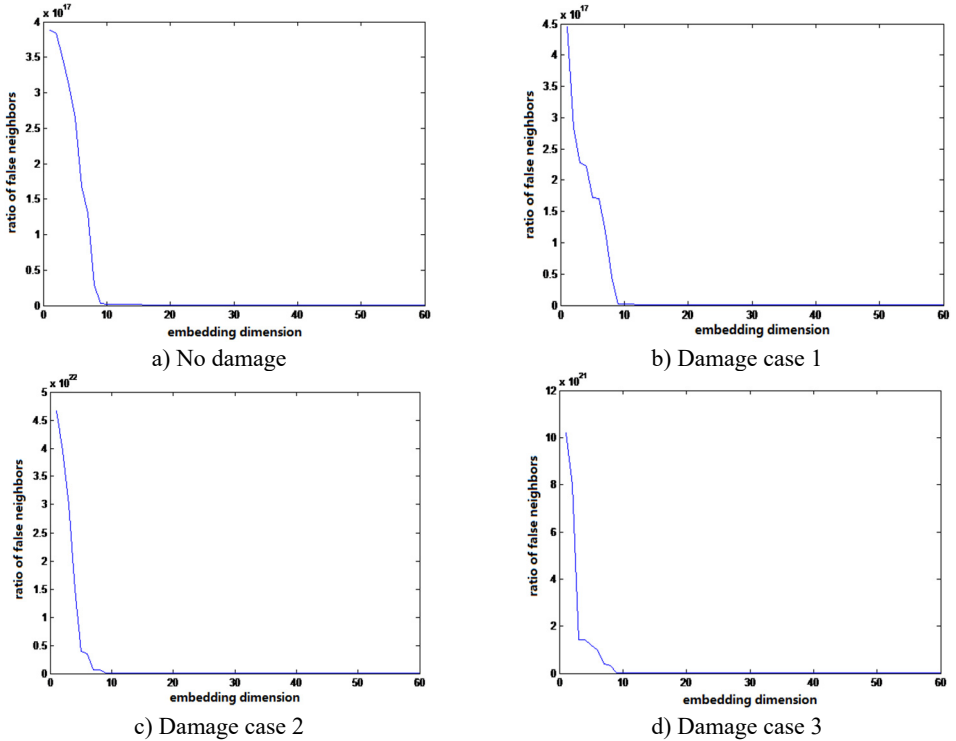 x 10^17
4
3.5
3
2.5
2
1.5
1
0.5
0
0 10 20 30 40 50 60
ratio of false neighbors
embedding dimension
a) No damage
x 10^17
4.5
4
3.5
3
2.5
2
1.5
1
0.5
0
0 10 20 30 40 50 60
ratio of false neighbors
embedding dimension
b) Damage case 1
x 10^22
5
4.5
4
3.5
3
2.5
2
1.5
1
0.5
0
0 10 20 30 40 50 60
ratio of false neighbors
embedding dimension
c) Damage case 2
x 10^21
12
10
8
6
4
2
0
0 10 20 30 40 50 60
ratio of false neighbors
embedding dimension
d) Damage case 3